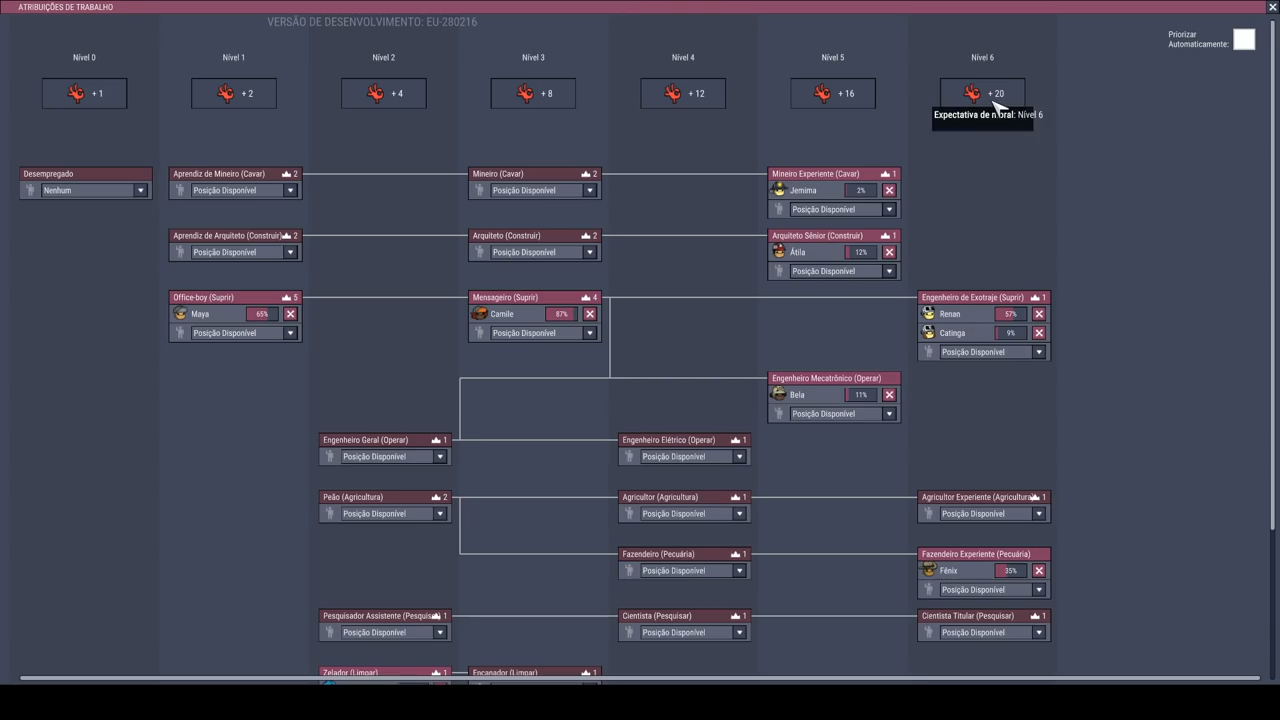 ATRIBUIÇÕES DE TRABALHO
VERSÃO DE DESENVOLVIMENTO: EU-280216
Priorizar
Automaticamente:
Nível 0
Nível 1
Nível 2
Nível 3
Nível 4
Nível 5
Nível 6
+ 1
+ 2
+ 4
+ 8
+ 12
+ 16
+ 20
Expectativa de moral: Nível 6
Desempregado
Nenhum
Aprendiz de Mineiro (Cavar) 2
Posição Disponível
Mineiro (Cavar) 2
Posição Disponível
Mineiro Experiente (Cavar) 1
Jemima 2%
Posição Disponível
Aprendiz de Arquiteto (Construir) 2
Posição Disponível
Arquiteto (Construir) 2
Posição Disponível
Arquiteto Sênior (Construir) 1
Átila 12%
Posição Disponível
Office-boy (Suprir) 5
Maya 65%
Posição Disponível
Mensageiro (Suprir) 4
Camile 87%
Posição Disponível
Engenheiro de Exotraje (Suprir) 1
Renan 57%
Catinga 9%
Posição Disponível
Engenheiro Mecatrônico (Operar)
Bela 11%
Posição Disponível
Engenheiro Geral (Operar) 1
Posição Disponível
Engenheiro Elétrico (Operar) 1
Posição Disponível
Peão (Agricultura) 2
Posição Disponível
Agricultor (Agricultura) 1
Posição Disponível
Agricultor Experiente (Agricultura) 1
Posição Disponível
Fazendeiro (Pecuária) 1
Posição Disponível
Fazendeiro Experiente (Pecuária)
Fênix 35%
Posição Disponível
Pesquisador Assistente (Pesquisar) 1
Posição Disponível
Cientista (Pesquisar) 1
Posição Disponível
Cientista Titular (Pesquisar) 1
Posição Disponível
Zelador (Limpar) 1
Encanador (Limpar) 1